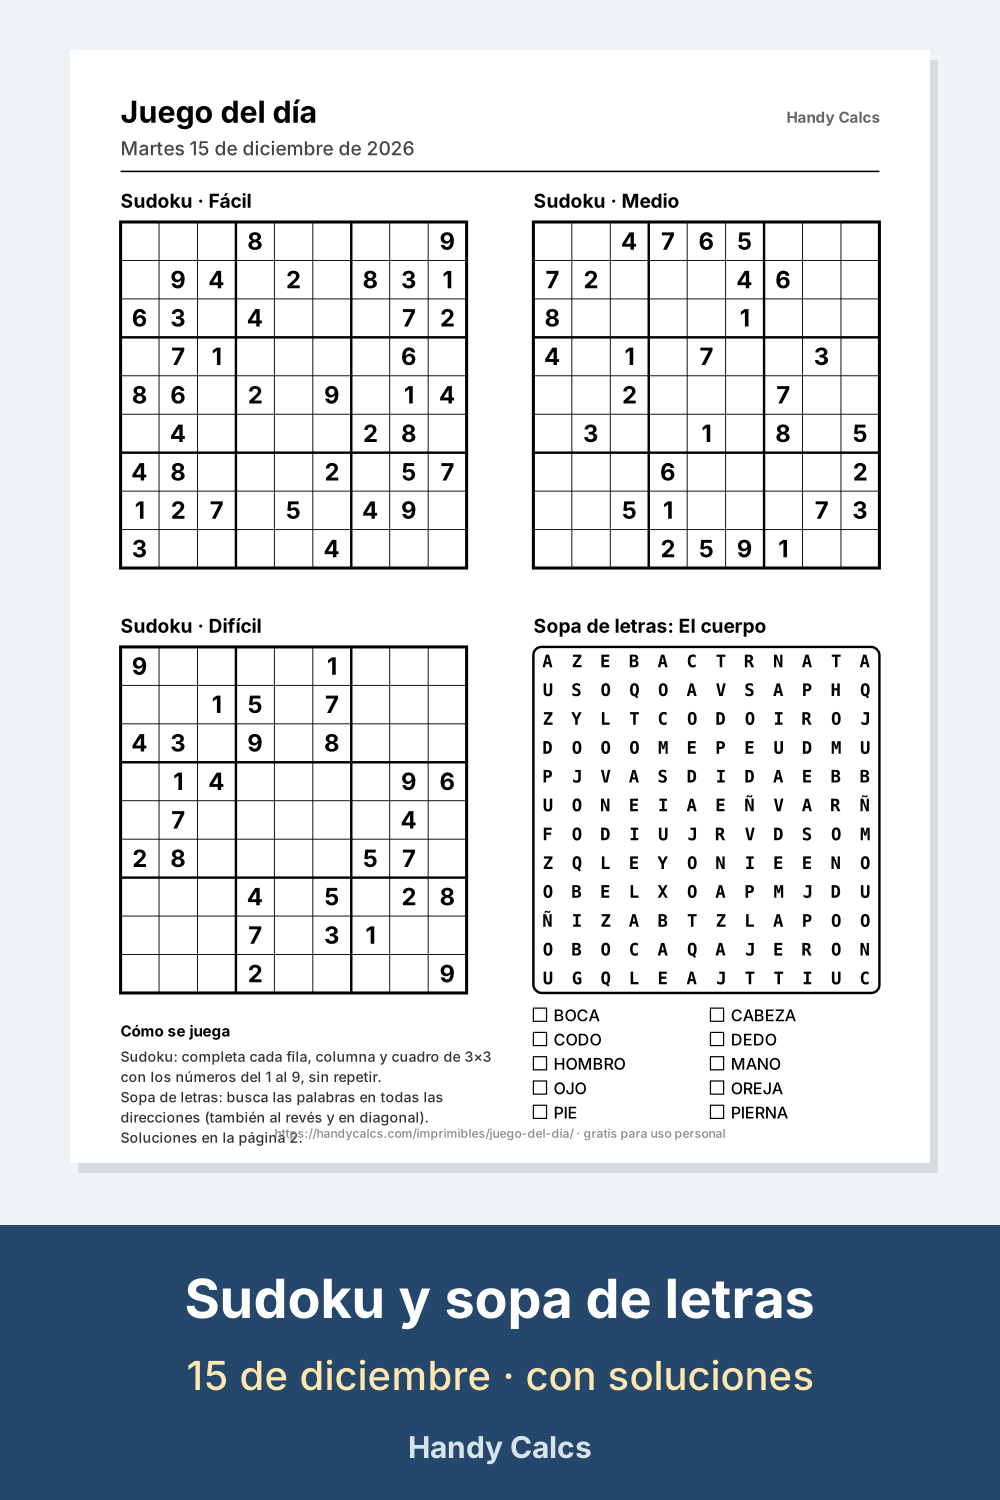 Juego del día
Handy Calcs
Martes 15 de diciembre de 2026
Sudoku · Fácil
8 9
9 4 2 8 3 1
6 3 4 7 2
7 1 6
8 6 2 9 1 4
4 2 8
4 8 2 5 7
1 2 7 5 4 9
3 4
Sudoku · Medio
4 7 6 5
7 2 4 6
8 1
4 1 7 3
2 7
3 1 8 5
6 2
5 1 7 3
2 5 9 1
Sudoku · Difícil
9 1
1 5 7
4 3 9 8
1 4 9 6
7 4
2 8 5 7
4 5 2 8
7 3 1
2 9
Sopa de letras: El cuerpo
A Z E B A C T R N A T A
U S O Q O A V S A P H Q
Z Y L T C O D O I R O J
D O O O M E P E U D M U
P J V A S D I D A E B B
U O N E I A E Ñ V A R Ñ
F O D I U J R V D S O M
Z Q L E Y O N I E E N O
O B E L X O A P M J D U
Ñ I Z A B T Z L A P O O
O B O C A Q A J E R O N
U G Q L E A J T T I U C
BOCA
CABEZA
CODO
DEDO
HOMBRO
MANO
OJO
OREJA
PIE
PIERNA
Cómo se juega
Sudoku: completa cada fila, columna y cuadro de 3×3
con los números del 1 al 9, sin repetir.
Sopa de letras: busca las palabras en todas las
direcciones (también al revés y en diagonal).
Soluciones en la página 2.
https://handycalcs.com/imprimibles/juego-del-dia/ · gratis para uso personal
Sudoku y sopa de letras
15 de diciembre · con soluciones
Handy Calcs